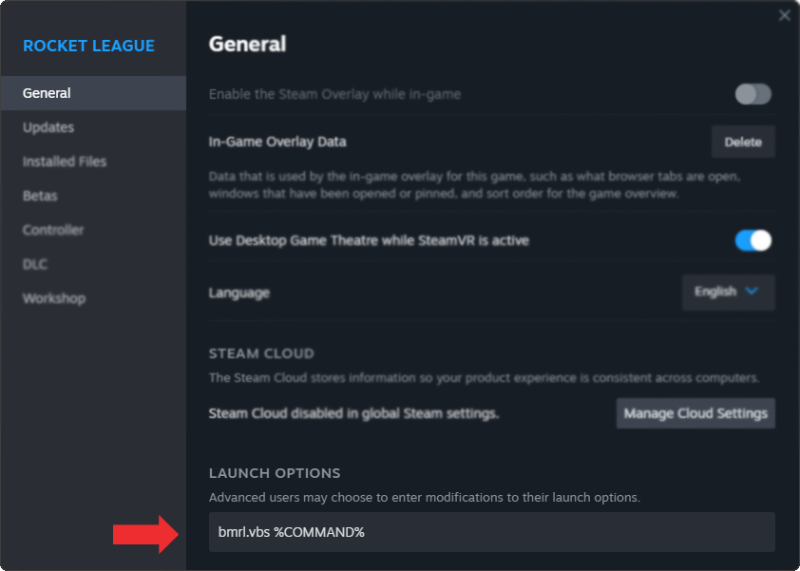 ROCKET LEAGUE
General
Updates
Installed Files
Betas
Controller
DLC
Workshop
General
Enable the Steam Overlay while in-game
In-Game Overlay Data
Delete
Data that is used by the in-game overlay for this game, such as what browser tabs are open,
windows that have been opened or pinned, and sort order for the game overview.
Use Desktop Game Theatre while SteamVR is active
Language
English
STEAM CLOUD
The Steam Cloud stores information so your product experience is consistent across computers.
Steam Cloud disabled in global Steam settings.
Manage Cloud Settings
LAUNCH OPTIONS
Advanced users may choose to enter modifications to their launch options.
bmrl.vbs %COMMAND%